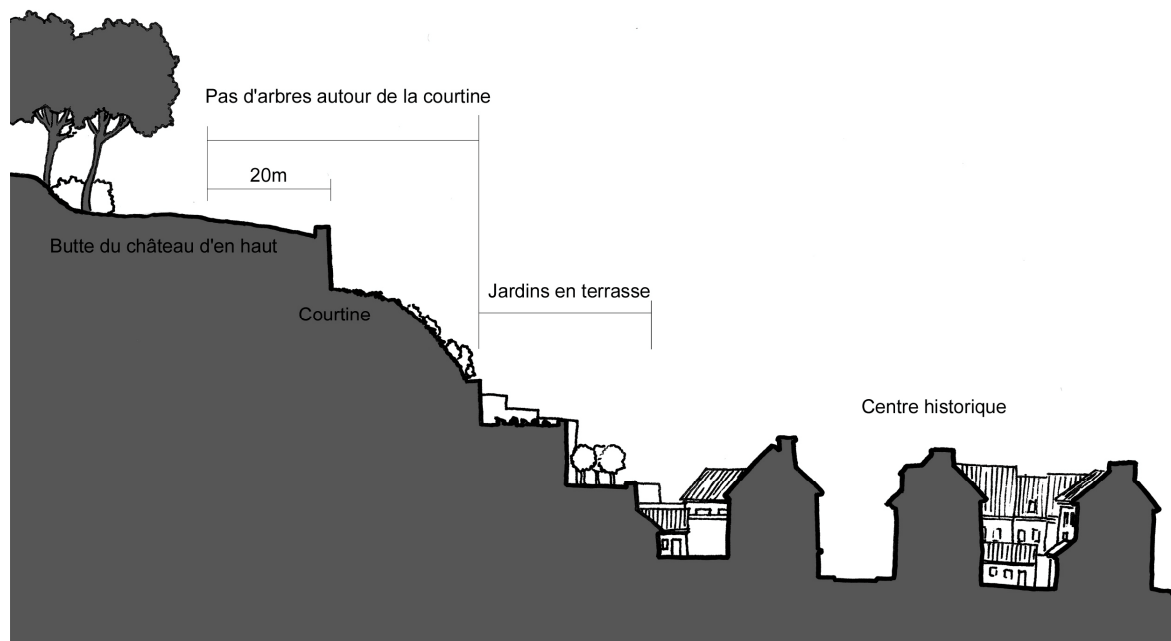 Pas d'arbres autour de la courtine
20m
Butte du château d'en haut
Jardins en terrasse
Courtine
Centre historique